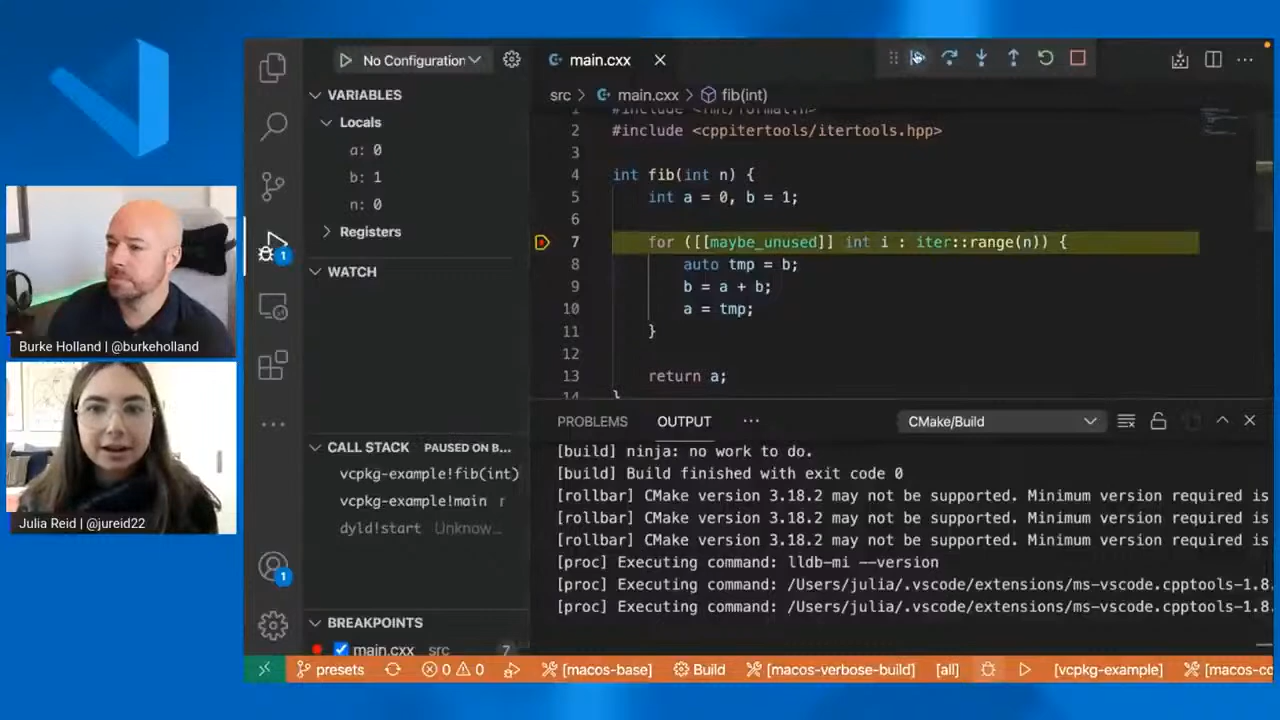 No Configuration
main.cxx
VARIABLES
Locals
a: 0
b: 1
n: 0
Registers
WATCH
CALL STACK PAUSED ON B...
vcpkg-example!fib(int)
vcpkg-example!main r
dyld!start Unknow...
BREAKPOINTS
main.cxx src 7
src > main.cxx > fib(int)
1 #include <fmt/format.h>
2 #include <cppitertools/itertools.hpp>
3
4 int fib(int n) {
5 int a = 0, b = 1;
6
7 for ([[maybe_unused]] int i : iter::range(n)) {
8 auto tmp = b;
9 b = a + b;
10 a = tmp;
11 }
12
13 return a;
14 }
PROBLEMS OUTPUT ... CMake/Build
[build] ninja: no work to do.
[build] Build finished with exit code 0
[rollbar] CMake version 3.18.2 may not be supported. Minimum version required is
[rollbar] CMake version 3.18.2 may not be supported. Minimum version required is
[rollbar] CMake version 3.18.2 may not be supported. Minimum version required is
[proc] Executing command: lldb-mi --version
[proc] Executing command: /Users/julia/.vscode/extensions/ms-vscode.cpptools-1.8.
[proc] Executing command: /Users/julia/.vscode/extensions/ms-vscode.cpptools-1.8.
1
1
presets 0 0 [macos-base] Build [macos-verbose-build] [all] [vcpkg-example] [macos-co
Burke Holland | @burkeholland
Julia Reid | @jureid22